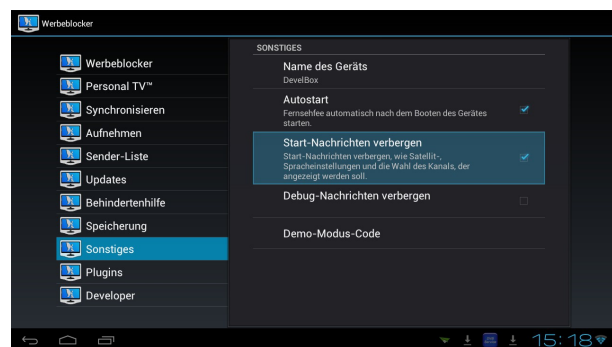 Werbeblocker
Werbeblocker
Personal TV™
Synchronisieren
Aufnehmen
Sender-Liste
Updates
Behindertenhilfe
Speicherung
Sonstiges
Plugins
Developer
SONSTIGES
Name des Geräts
DevelBox
Autostart
Fernsehfee automatisch nach dem Booten des Gerätes
starten.
Start-Nachrichten verbergen
Start-Nachrichten verbergen, wie Satellit-,
Spracheinstellungen und die Wahl des Kanals, der
angezeigt werden soll.
Debug-Nachrichten verbergen
Demo-Modus-Code
15:18